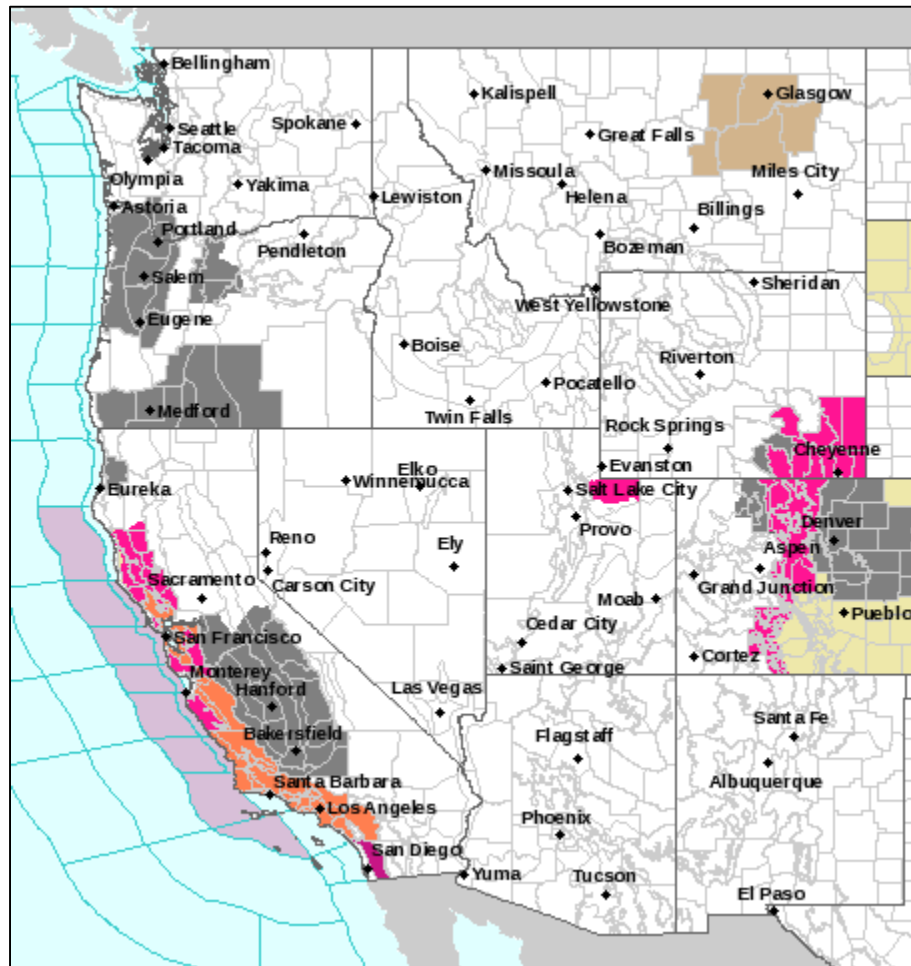 Bellingham
Kalispell
Glasgow
Seattle
Spokane
Great Falls
Tacoma
Missoula
Olympia
Yakima
Miles City
Lewiston
Helena
Astoria
Billings
Portland
Pendleton
Bozeman
Salem
Sheridan
West Yellowstone
Eugene
Boise
Riverton
Pocatello
Medford
Twin Falls
Rock Springs
Cheyenne
Elko
Evanston
Winnemucca
Eureka
Salt Lake City
Provo
Denver
Reno
Ely
Aspen
Sacramento
Carson City
Grand Junction
Moab
Pueblo
San Francisco
Cedar City
Monterey
Saint George
Cortez
Hanford
Las Vegas
Santa Fe
Bakersfield
Flagstaff
Santa Barbara
Albuquerque
Los Angeles
Phoenix
San Diego
Yuma
Tucson
El Paso